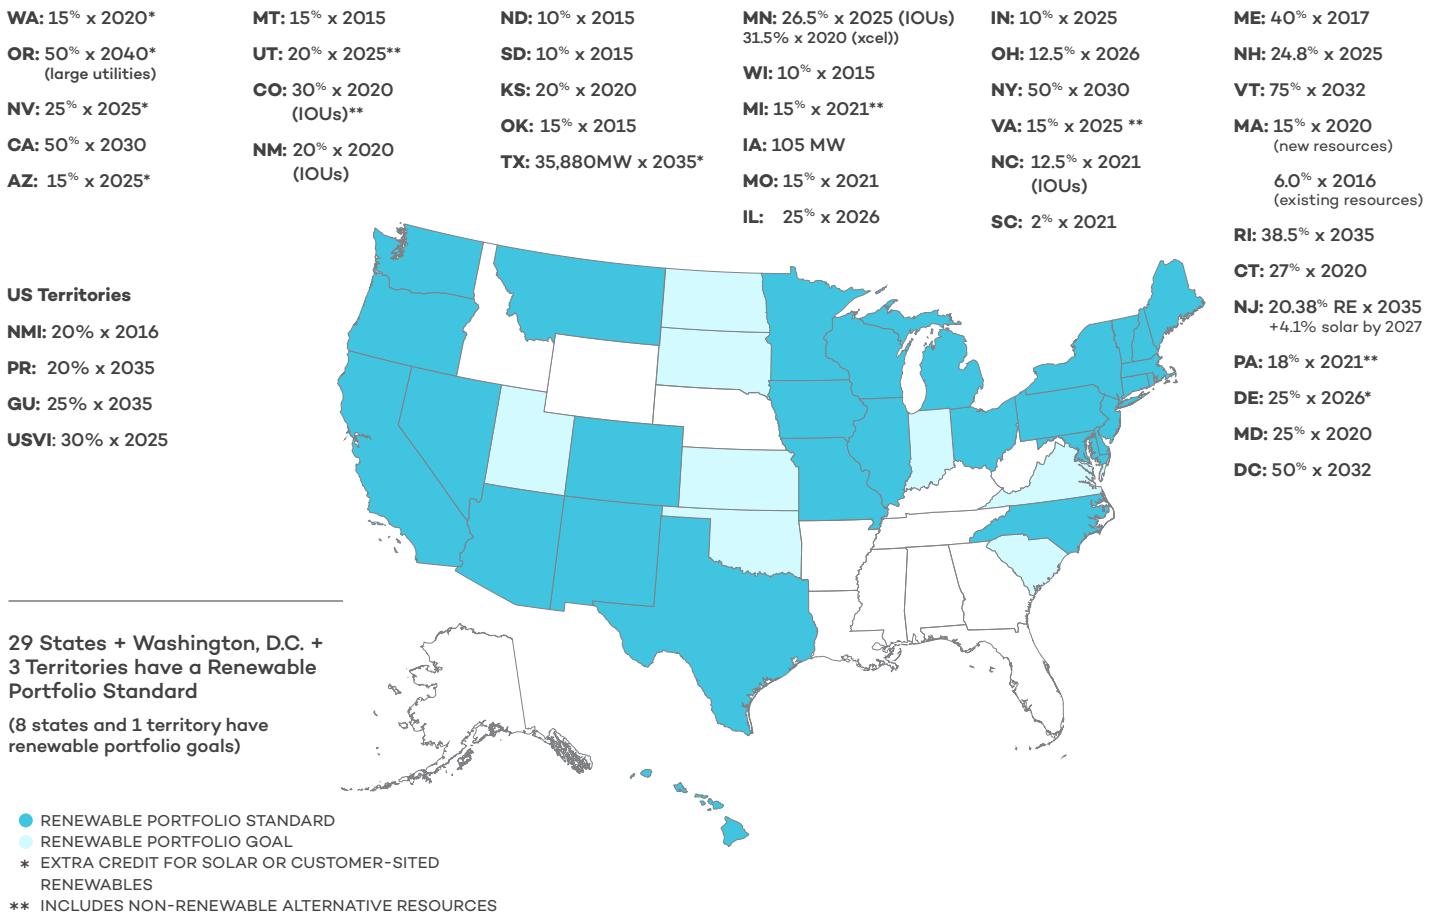 WA: 15% x 2020*
OR: 50% x 2040*
(large utilities)
NV: 25% x 2025*
CA: 50% x 2030
AZ: 15% x 2025*
MT: 15% x 2015
UT: 20% x 2025**
CO: 30% x 2020
(IOUs)**
NM: 20% x 2020
(IOUs)
ND: 10% x 2015
SD: 10% x 2015
KS: 20% x 2020
OK: 15% x 2015
TX: 35,880MW x 2035*
MN: 26.5% x 2025 (IOUs)
31.5% x 2020 (xcel))
WI: 10% x 2015
MI: 15% x 2021**
IA: 105 MW
MO: 15% x 2021
IL: 25% x 2026
IN: 10% x 2025
OH: 12.5% x 2026
NY: 50% x 2030
VA: 15% x 2025 **
NC: 12.5% x 2021
(IOUs)
SC: 2% x 2021
ME: 40% x 2017
NH: 24.8% x 2025
VT: 75% x 2032
MA: 15% x 2020
(new resources)
6.0% x 2016
(existing resources)
RI: 38.5% x 2035
CT: 27% x 2020
NJ: 20.38% RE x 2035
+4.1% solar by 2027
PA: 18% x 2021**
DE: 25% x 2026*
MD: 25% x 2020
DC: 50% x 2032
US Territories
NMI: 20% x 2016
PR: 20% x 2035
GU: 25% x 2035
USVI: 30% x 2025
29 States + Washington, D.C. +
3 Territories have a Renewable
Portfolio Standard
(8 states and 1 territory have
renewable portfolio goals)
RENEWABLE PORTFOLIO STANDARD
RENEWABLE PORTFOLIO GOAL
* EXTRA CREDIT FOR SOLAR OR CUSTOMER-SITED
RENEWABLES
** INCLUDES NON-RENEWABLE ALTERNATIVE RESOURCES